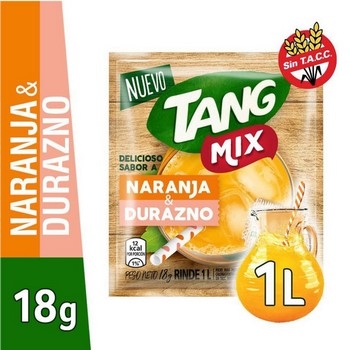 NARANJA &
DURAZNO
18g
NUEVO
TANG
MIX
DELICIOSO
SABOR A
NARANJA
&
DURAZNO
12
kcal
POR PORCIÓN
1%
PESO NETO 18g RINDE 1 L
Sin T.A.C.C.
1L